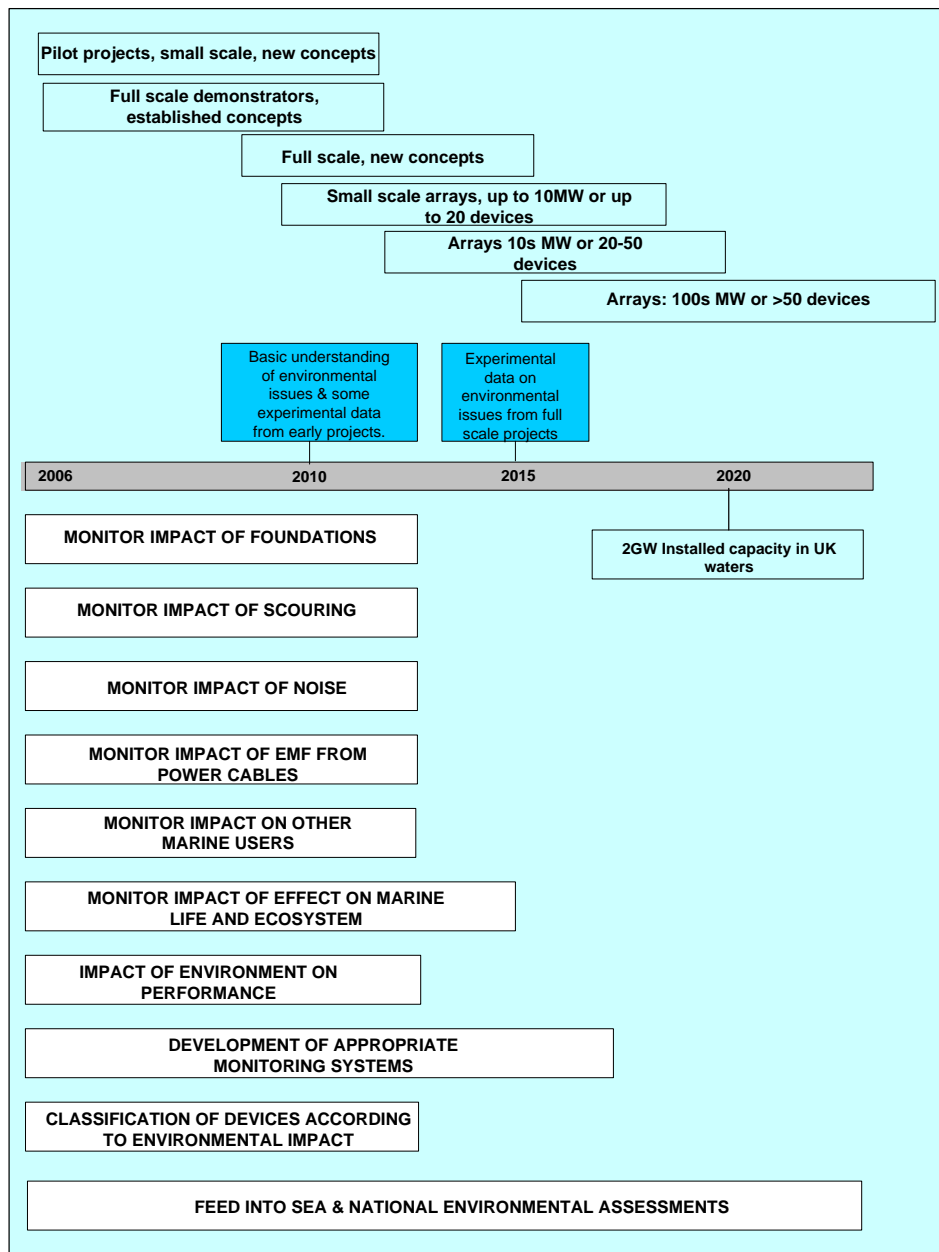 Pilot projects, small scale, new concepts
Full scale demonstrators,
established concepts
Full scale, new concepts
Small scale arrays, up to 10MW or up
to 20 devices
Arrays 10s MW or 20-50
devices
Arrays: 100s MW or >50 devices
Basic understanding
of environmental
issues & some
experimental data
from early projects.
Experimental
data on
environmental
issues from full
scale projects
2006
2010
2015
2020
MONITOR IMPACT OF FOUNDATIONS
2GW Installed capacity in UK
waters
MONITOR IMPACT OF SCOURING
MONITOR IMPACT OF NOISE
MONITOR IMPACT OF EMF FROM
POWER CABLES
MONITOR IMPACT ON OTHER
MARINE USERS
MONITOR IMPACT OF EFFECT ON MARINE
LIFE AND ECOSYSTEM
IMPACT OF ENVIRONMENT ON
PERFORMANCE
DEVELOPMENT OF APPROPRIATE
MONITORING SYSTEMS
CLASSIFICATION OF DEVICES ACCORDING
TO ENVIRONMENTAL IMPACT
FEED INTO SEA & NATIONAL ENVIRONMENTAL ASSESSMENTS